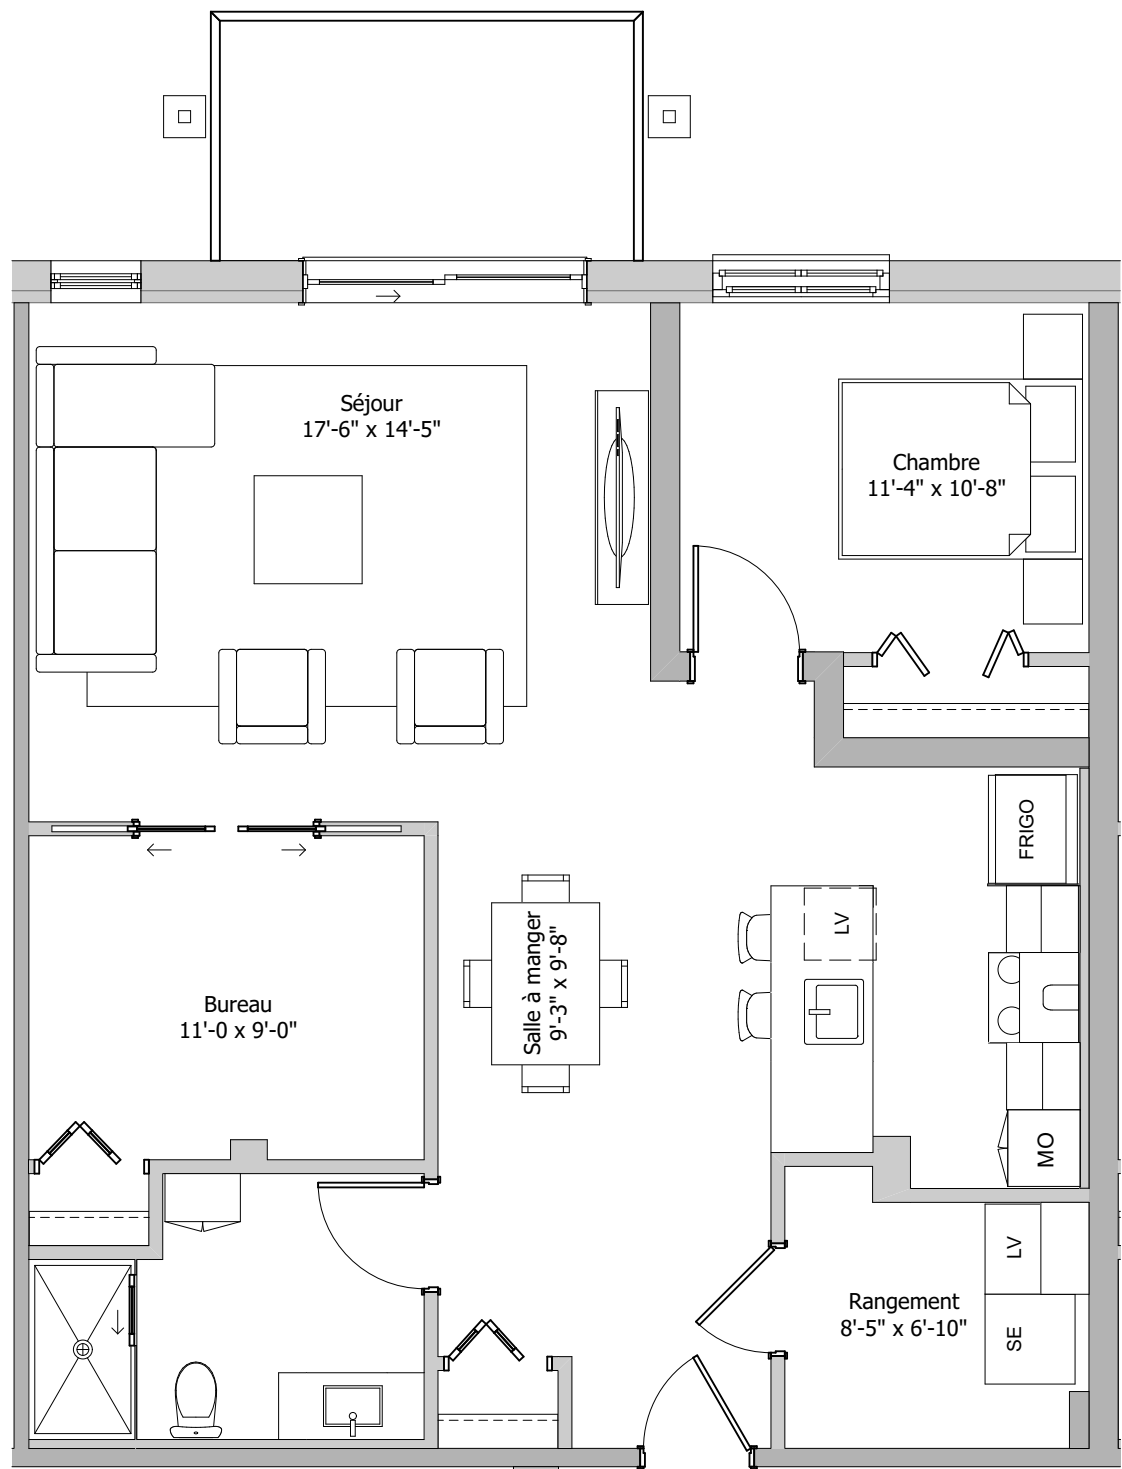 Séjour
17'-6" x 14'-5"
Chambre
11'-4" x 10'-8"
FRIGO
LV
Salle à manger
9'-3" x 9'-8"
Bureau
11'-0 x 9'-0"
MO
LV
Rangement
8'-5" x 6'-10"
SE